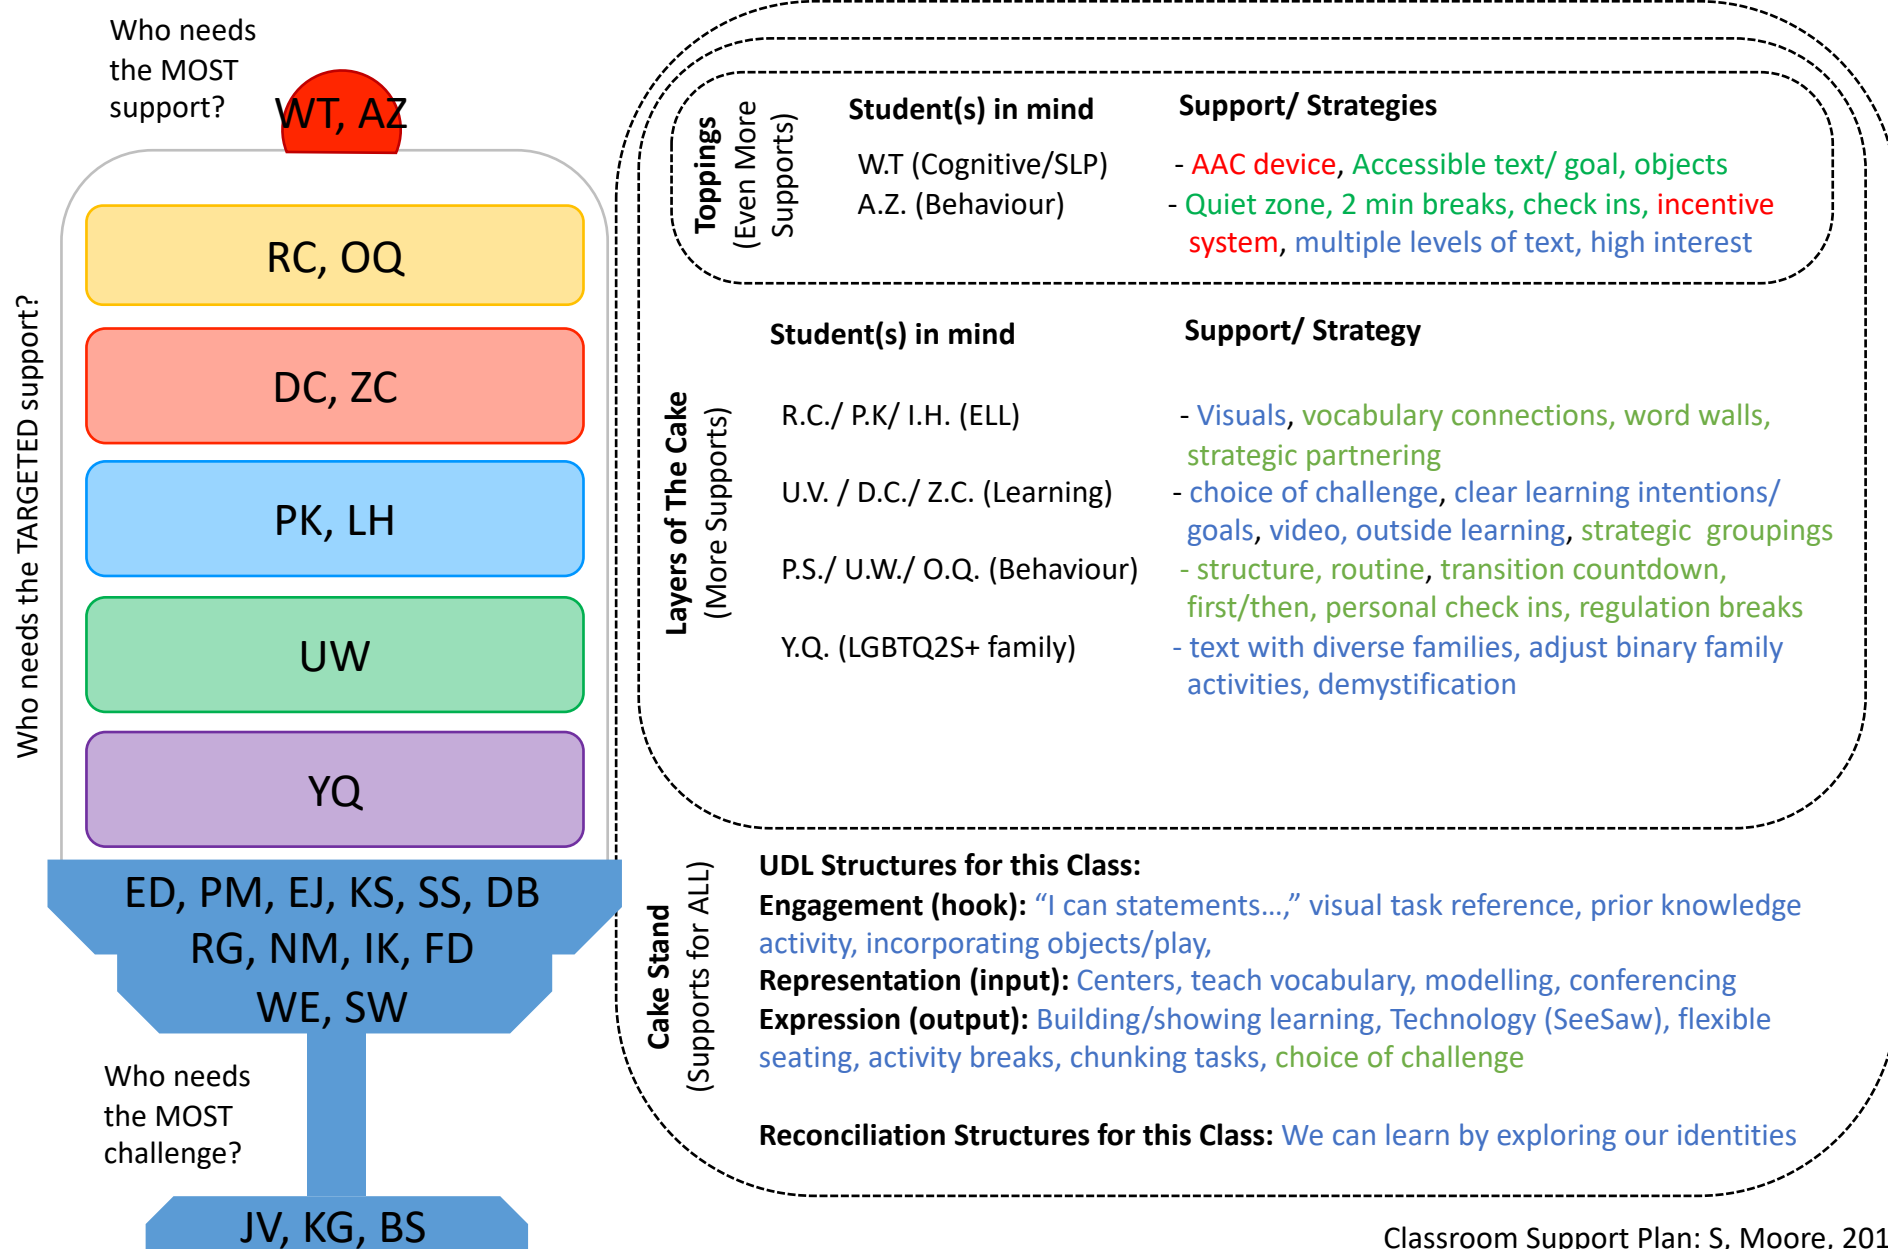 Who needs
the MOST
support?
WT, AZ
Who needs the TARGETED support?
RC, OQ
DC, ZC
PK, LH
UW
YQ
ED, PM, EJ, KS, SS, DB
RG, NM, IK, FD
WE, SW
Who needs
the MOST
challenge?
JV, KG, BS
Toppings
(Even More
Supports)
Student(s) in mind
Support/ Strategies
W.T (Cognitive/SLP)
- AAC device, Accessible text/ goal, objects
A.Z. (Behaviour)
- Quiet zone, 2 min breaks, check ins, incentive
system, multiple levels of text, high interest
Layers of The Cake
(More Supports)
Student(s) in mind
Support/ Strategy
R.C./ P.K/ I.H. (ELL)
- Visuals, vocabulary connections, word walls,
strategic partnering
U.V. / D.C./ Z.C. (Learning)
- choice of challenge, clear learning intentions/
goals, video, outside learning, strategic groupings
P.S./ U.W./ O.Q. (Behaviour)
- structure, routine, transition countdown,
first/then, personal check ins, regulation breaks
Y.Q. (LGBTQ2S+ family)
- text with diverse families, adjust binary family
activities, demystification
Cake Stand
(Supports for ALL)
UDL Structures for this Class:
Engagement (hook): “I can statements…,” visual task reference, prior knowledge
activity, incorporating objects/play,
Representation (input): Centers, teach vocabulary, modelling, conferencing
Expression (output): Building/showing learning, Technology (SeeSaw), flexible
seating, activity breaks, chunking tasks, choice of challenge
Reconciliation Structures for this Class: We can learn by exploring our identities
Classroom Support Plan: S, Moore, 201